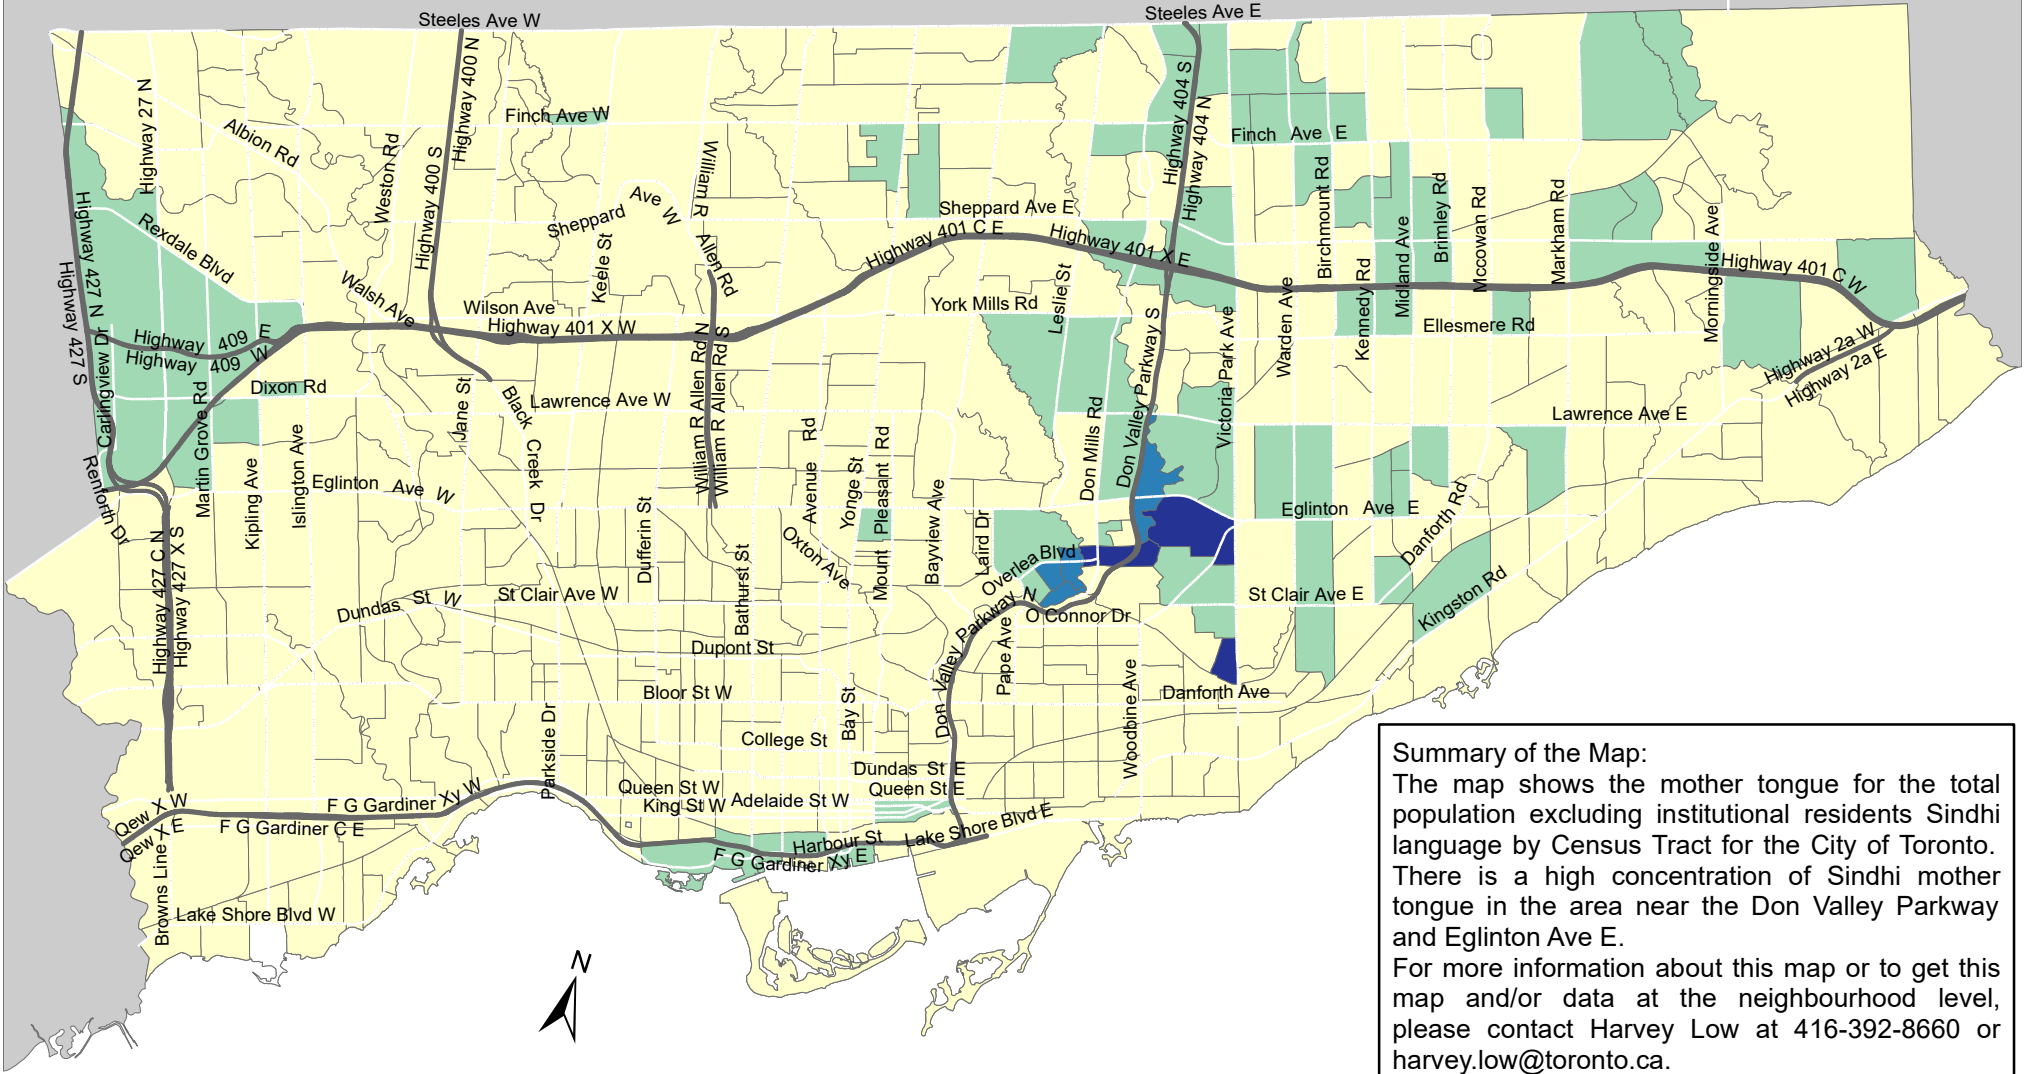 Steeles Ave W
Steeles Ave E
Highway 27 N
Albion Rd
Weston Rd
Highway 400 N
Highway 400 S
Finch Ave W
William R Allen Rd
Sheppard Ave W
Keele St
Sheppard Ave E
Highway 404 S
Highway 404 N
Finch Ave E
Birchmount Rd
Midland Ave
Brimley Rd
Mccowan Rd
Markham Rd
Morningside Ave
Highway 427 N
Highway 427 S
Rexdale Blvd
Walsh Ave
Wilson Ave
Highway 401 X W
Highway 401 C E
Highway 401 X E
Highway 401 C W
York Mills Rd
Leslie St
Warden Ave
Kennedy Rd
Ellesmere Rd
Highway 2a W
Highway 2a E
Highway 409 E
Highway 409 W
Carlingview Dr
Dixon Rd
Martin Grove Rd
Kipling Ave
Islington Ave
Renforth Dr
Eglinton Ave W
Jane St
Black Creek Dr
Lawrence Ave W
William R Allen Rd N
William R Allen Rd S
Avenue Rd
Yonge St
Mount Pleasant Rd
Bayview Ave
Laird Dr
Don Mills Rd
Don Valley Parkway S
Victoria Park Ave
Lawrence Ave E
Eglinton Ave E
Danforth Rd
Kingston Rd
Highway 427 C N
Highway 427 X S
Dufferin St
Bathurst St
Oxton Ave
Overlea Blvd
Don Valley Parkway N
O Connor Dr
Pape Ave
St Clair Ave E
Dundas St W
St Clair Ave W
Dupont St
Bloor St W
Bay St
Woodbine Ave
Danforth Ave
Parkside Dr
College St
Dundas St E
Queen St E
Queen St W
King St W
Adelaide St W
Qew X W
Qew X E
Browns Line
F G Gardiner Xy W
F G Gardiner C E
Harbour St
Lake Shore Blvd E
F G Gardiner Xy E
Lake Shore Blvd W
N
Summary of the Map:
The map shows the mother tongue for the total
population excluding institutional residents Sindhi
language by Census Tract for the City of Toronto.
There is a high concentration of Sindhi mother
tongue in the area near the Don Valley Parkway
and Eglinton Ave E.
For more information about this map or to get this
map and/or data at the neighbourhood level,
please contact Harvey Low at 416-392-8660 or
harvey.low@toronto.ca.